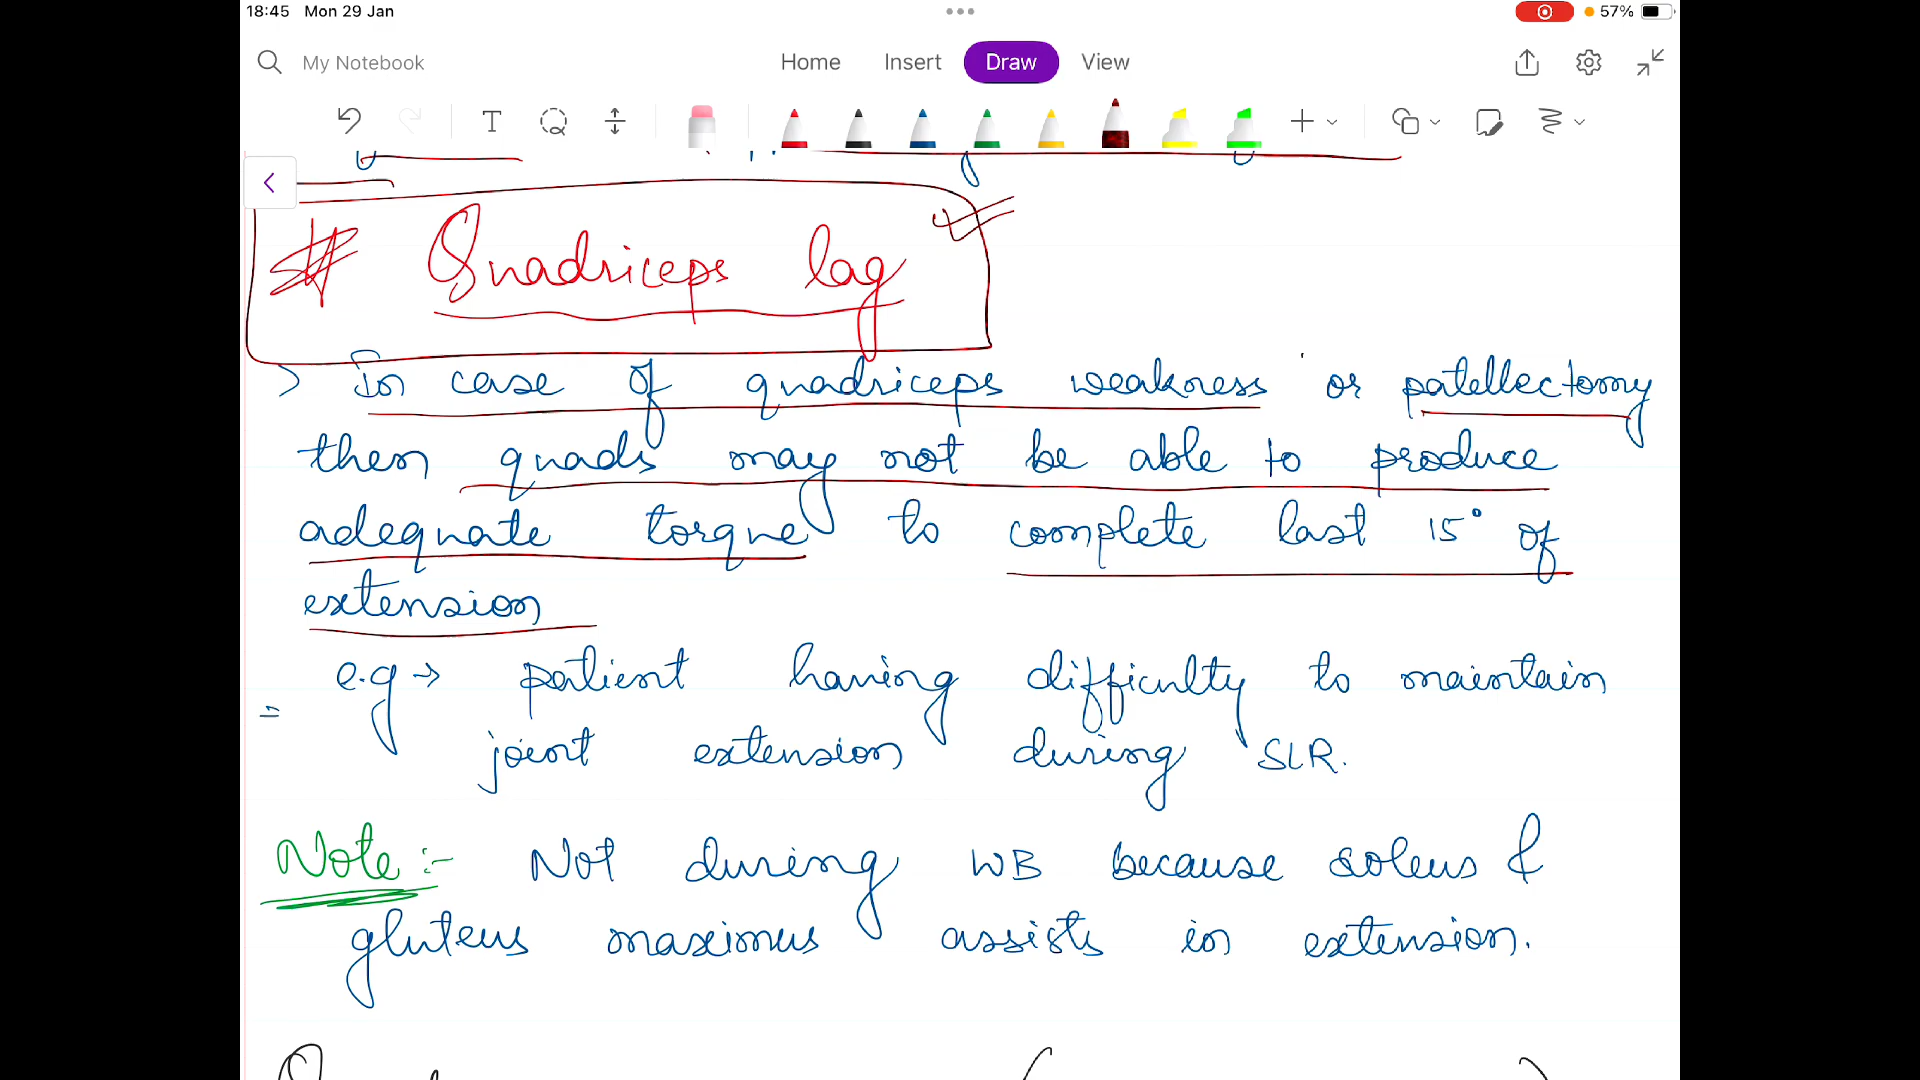 18:45 Mon 29 Jan
57%
My Notebook
Home Insert Draw View
# Quadriceps lag
> In case of quadriceps weakness or patellectomy
then quads may not be able to produce
adequate torque to complete last 15° of
extension
e.g → patient having difficulty to maintain
= joint extension during SLR.
Note :- Not during WB because soleus &
gluteus maximus assists in extension.